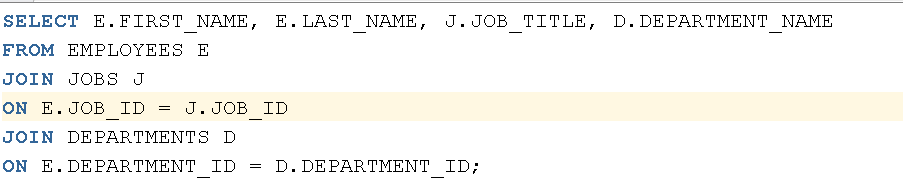 SELECT E.FIRST_NAME, E.LAST_NAME, J.JOB_TITLE, D.DEPARTMENT_NAME
FROM EMPLOYEES E
JOIN JOBS J
ON E.JOB_ID = J.JOB_ID
JOIN DEPARTMENTS D
ON E.DEPARTMENT_ID = D.DEPARTMENT_ID;